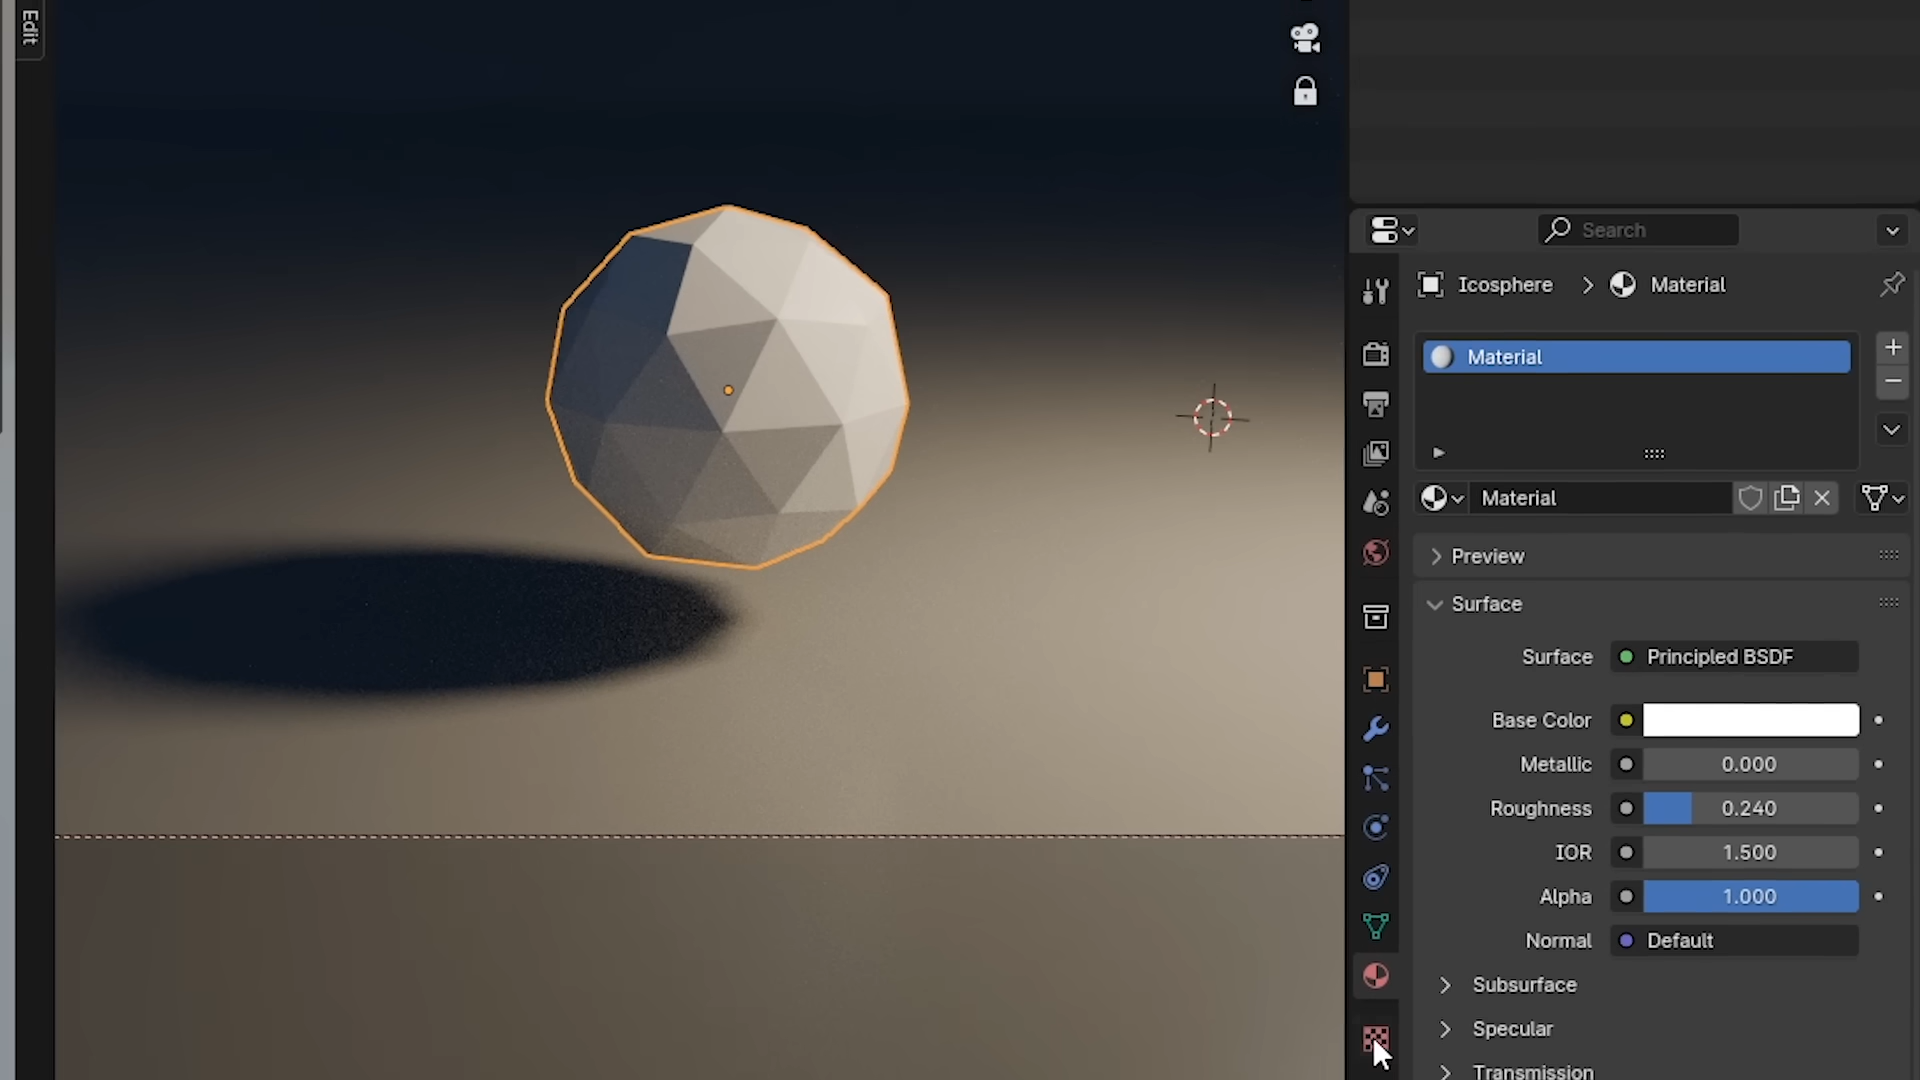 Edit
Search
Icosphere > Material
Material
Material
Preview
Surface
Surface Principled BSDF
Base Color
Metallic 0.000
Roughness 0.240
IOR 1.500
Alpha 1.000
Normal Default
Subsurface
Specular
Transmission